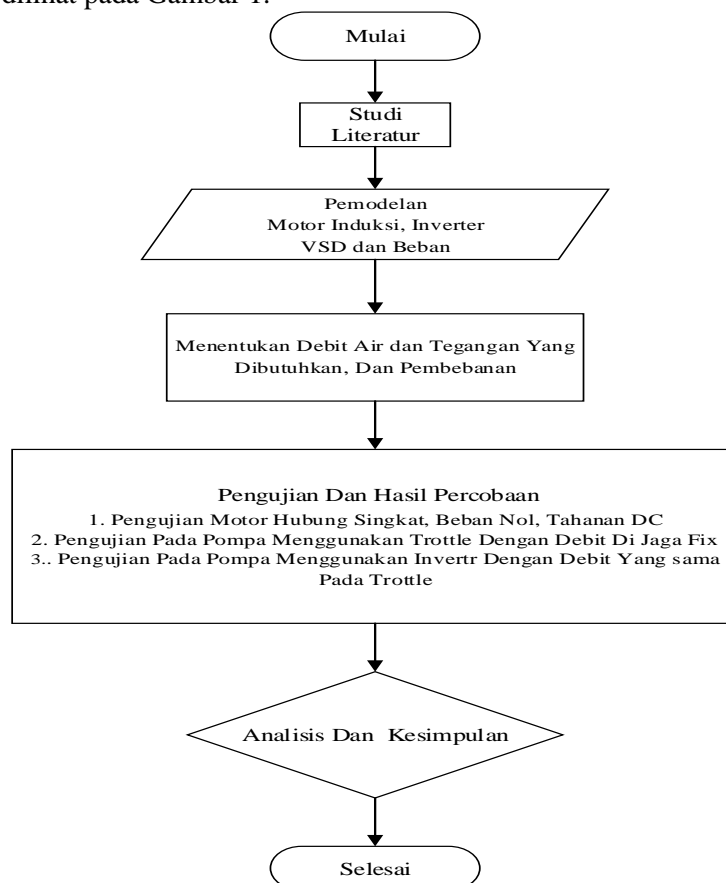 dilihat pada Gambar 1.
Mulai
Studi
Literatur
Pemodelan
Motor Induksi, Inverter
VSD dan Beban
Menentukan Debit Air dan Tegangan Yang
Dibutuhkan, Dan Pembebanan
Pengujian Dan Hasil Percobaan
1. Pengujian Motor Hubung Singkat, Beban Nol, Tahanan DC
2. Pengujian Pada Pompa Menggunakan Trottle Dengan Debit Di Jaga Fix
3.. Pengujian Pada Pompa Menggunakan Invertr Dengan Debit Yang sama
Pada Trottle
Analisis Dan Kesimpulan
Selesai